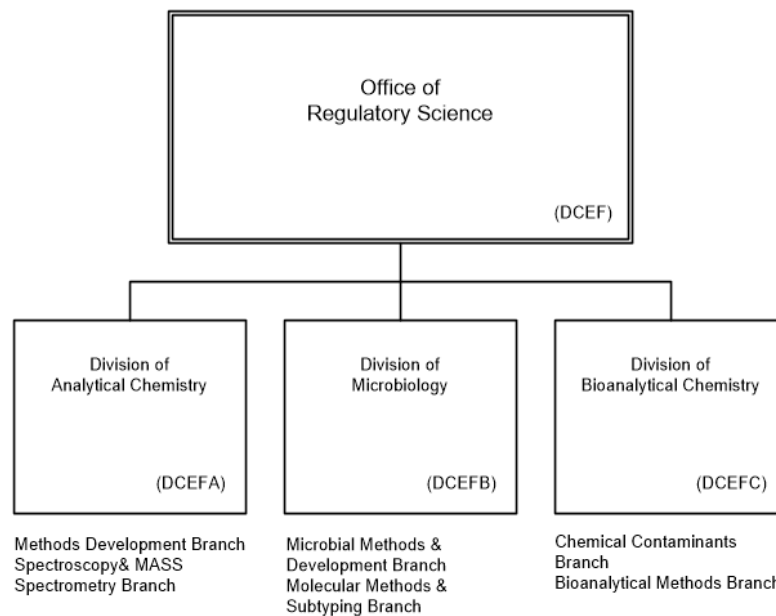 Office of
Regulatory Science
(DCEF)
Division of
Analytical Chemistry
(DCEFA)
Division of
Microbiology
(DCEFB)
Division of
Bioanalytical Chemistry
(DCEFC)
Methods Development Branch
Spectroscopy& MASS
Spectrometry Branch
Microbial Methods &
Development Branch
Molecular Methods &
Subtyping Branch
Chemical Contaminants
Branch
Bioanalytical Methods Branch